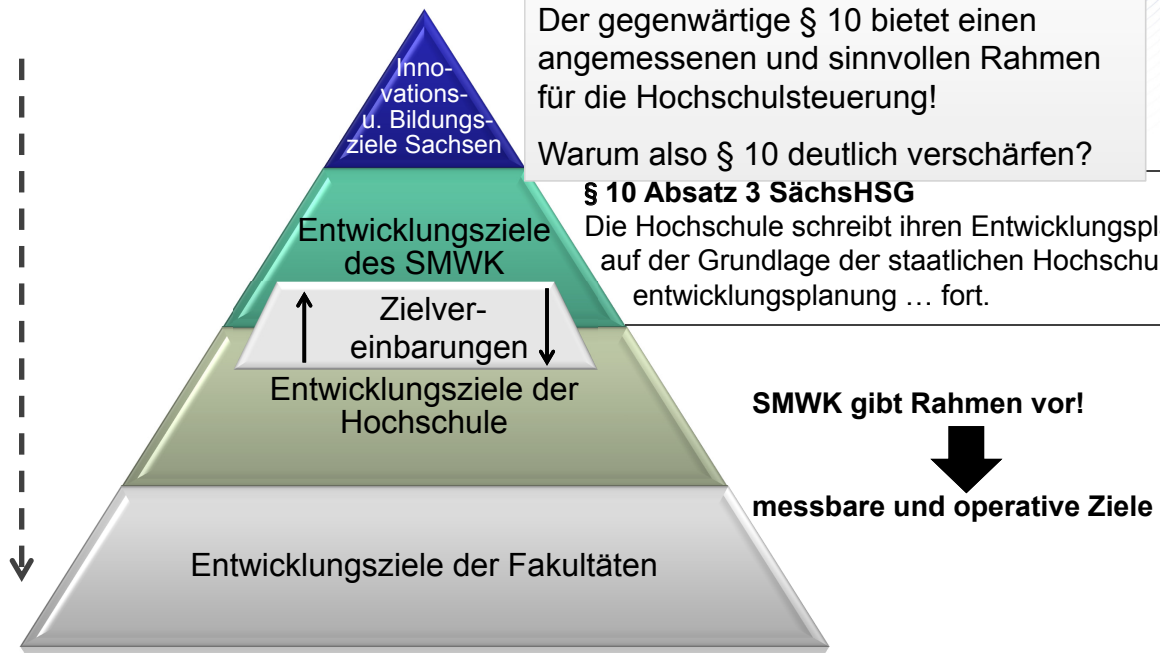 Inno-
vations-
u. Bildungs-
ziele Sachsen
Der gegenwärtige § 10 bietet einen
angemessenen und sinnvollen Rahmen
für die Hochschulsteuerung!
Warum also § 10 deutlich verschärfen?
§ 10 Absatz 3 SächsHSG
Die Hochschule schreibt ihren Entwicklungspl
auf der Grundlage der staatlichen Hochschu
entwicklungsplanung … fort.
Entwicklungsziele
des SMWK
Zielver-
einbarungen
Entwicklungsziele der
Hochschule
SMWK gibt Rahmen vor!
messbare und operative Ziele
Entwicklungsziele der Fakultäten